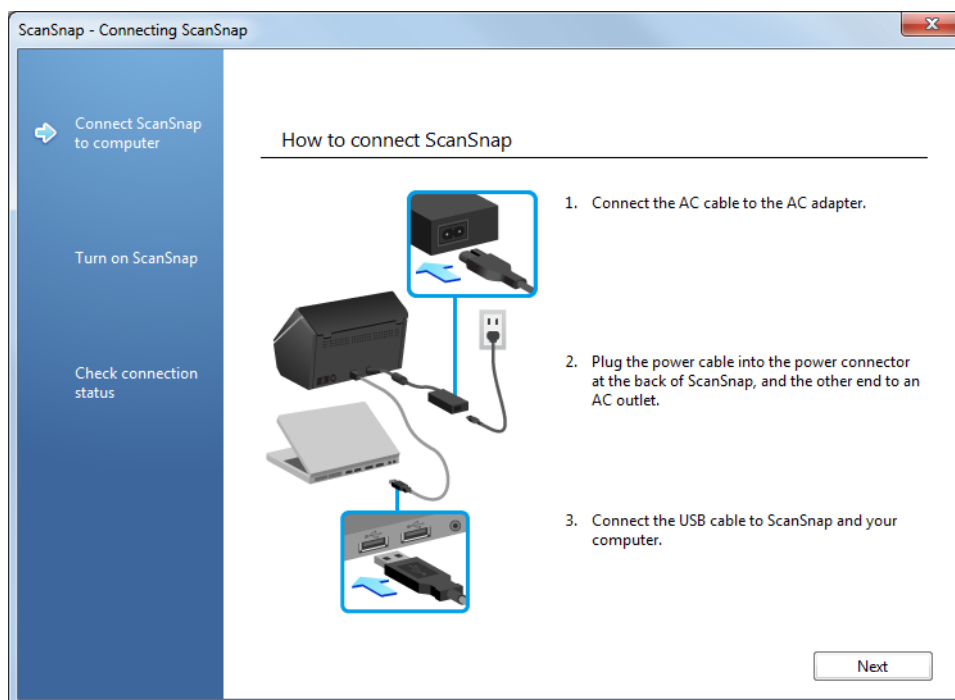 ScanSnap - Connecting ScanSnap
Connect ScanSnap
to computer
Turn on ScanSnap
Check connection
status
How to connect ScanSnap
1. Connect the AC cable to the AC adapter.
2. Plug the power cable into the power connector
at the back of ScanSnap, and the other end to an
AC outlet.
3. Connect the USB cable to ScanSnap and your
computer.
Next